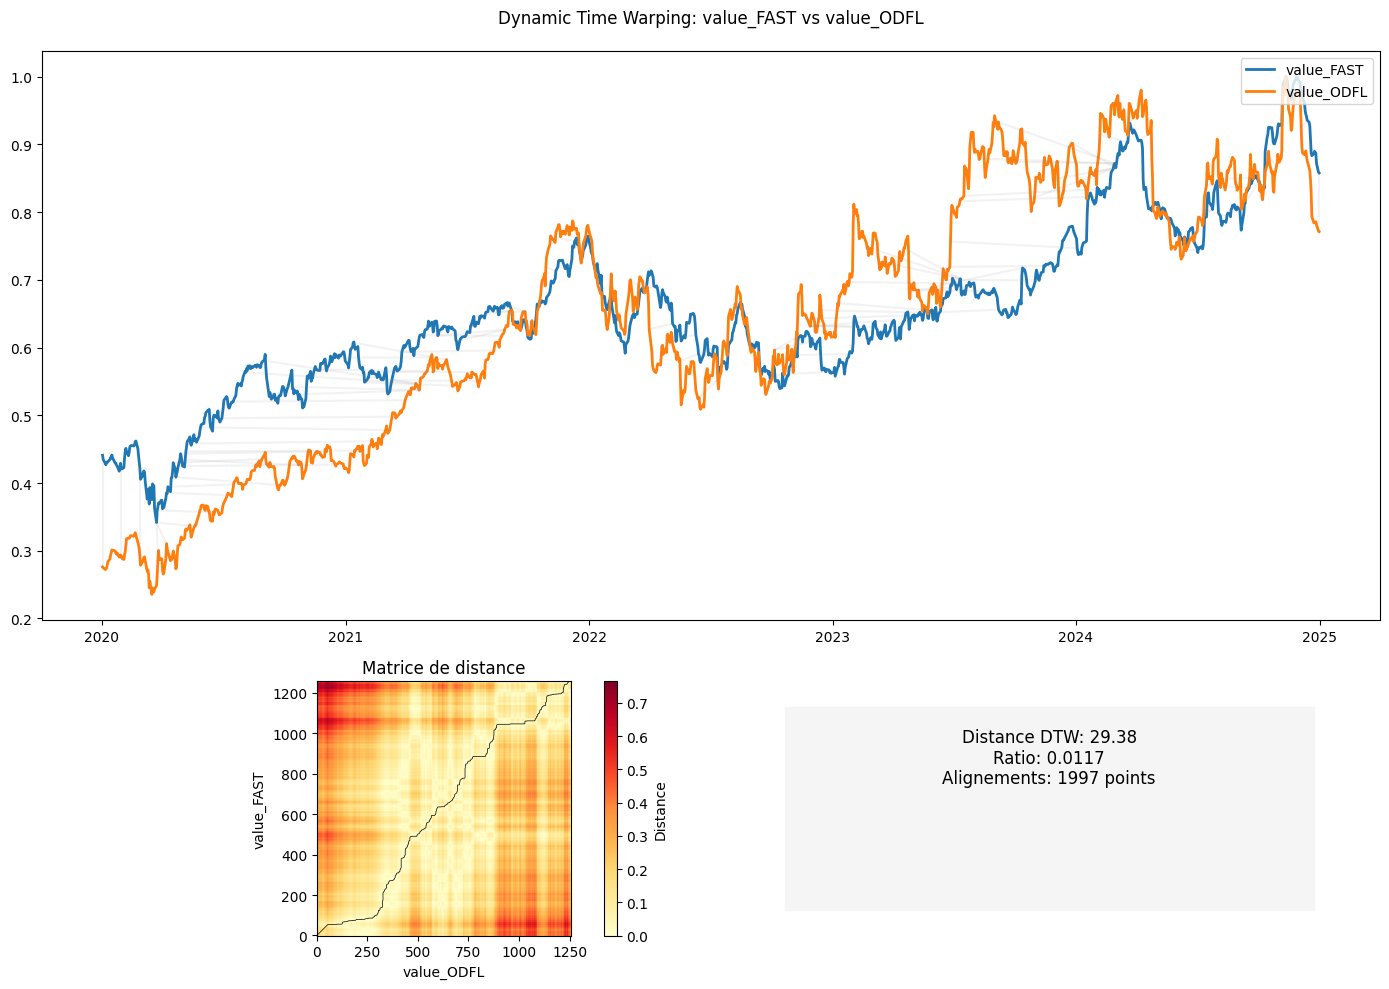 Dynamic Time Warping: value_FAST vs value_ODFL
value_FAST
value_ODFL
1.0
0.9
0.8
0.7
0.6
0.5
0.4
0.3
0.2
2020 2021 2022 2023 2024 2025
Matrice de distance
value_FAST
1200
1000
800
600
400
200
0
0 250 500 750 1000 1250
value_ODFL
0.7
0.6
0.5
0.4
0.3
0.2
0.1
0.0
Distance
Distance DTW: 29.38
Ratio: 0.0117
Alignements: 1997 points